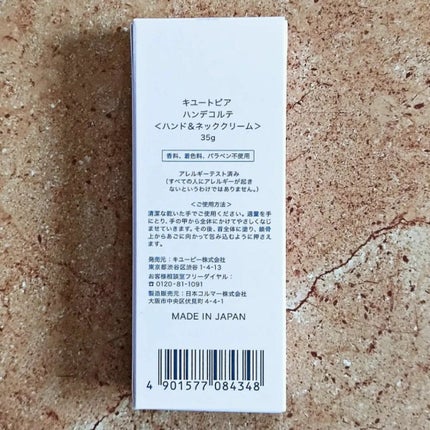 キユートピア
ハンデコルテ
＜ハンド＆ネッククリーム＞
35g
香料、着色料、パラベン不使用
アレルギーテスト済み
(すべての人にアレルギーが起き
ないというわけではありません。)
＜ご使用方法＞
清潔な乾いた手でご使用ください。適量を手
にとり、手の甲から全体にかけてやさしくなじ
ませていきます。その後、首全体に塗り、鎖骨
上からあごに向かって包み込むように押さえ
ます。
発売元：キユーピー株式会社
東京都渋谷区渋谷 1-4-13
お客様相談室フリーダイヤル：
☎0120-81-1091
製造販売元：日本コルマー株式会社
大阪市中央区伏見町 4-4-1
MADE IN JAPAN
4 901577 084348